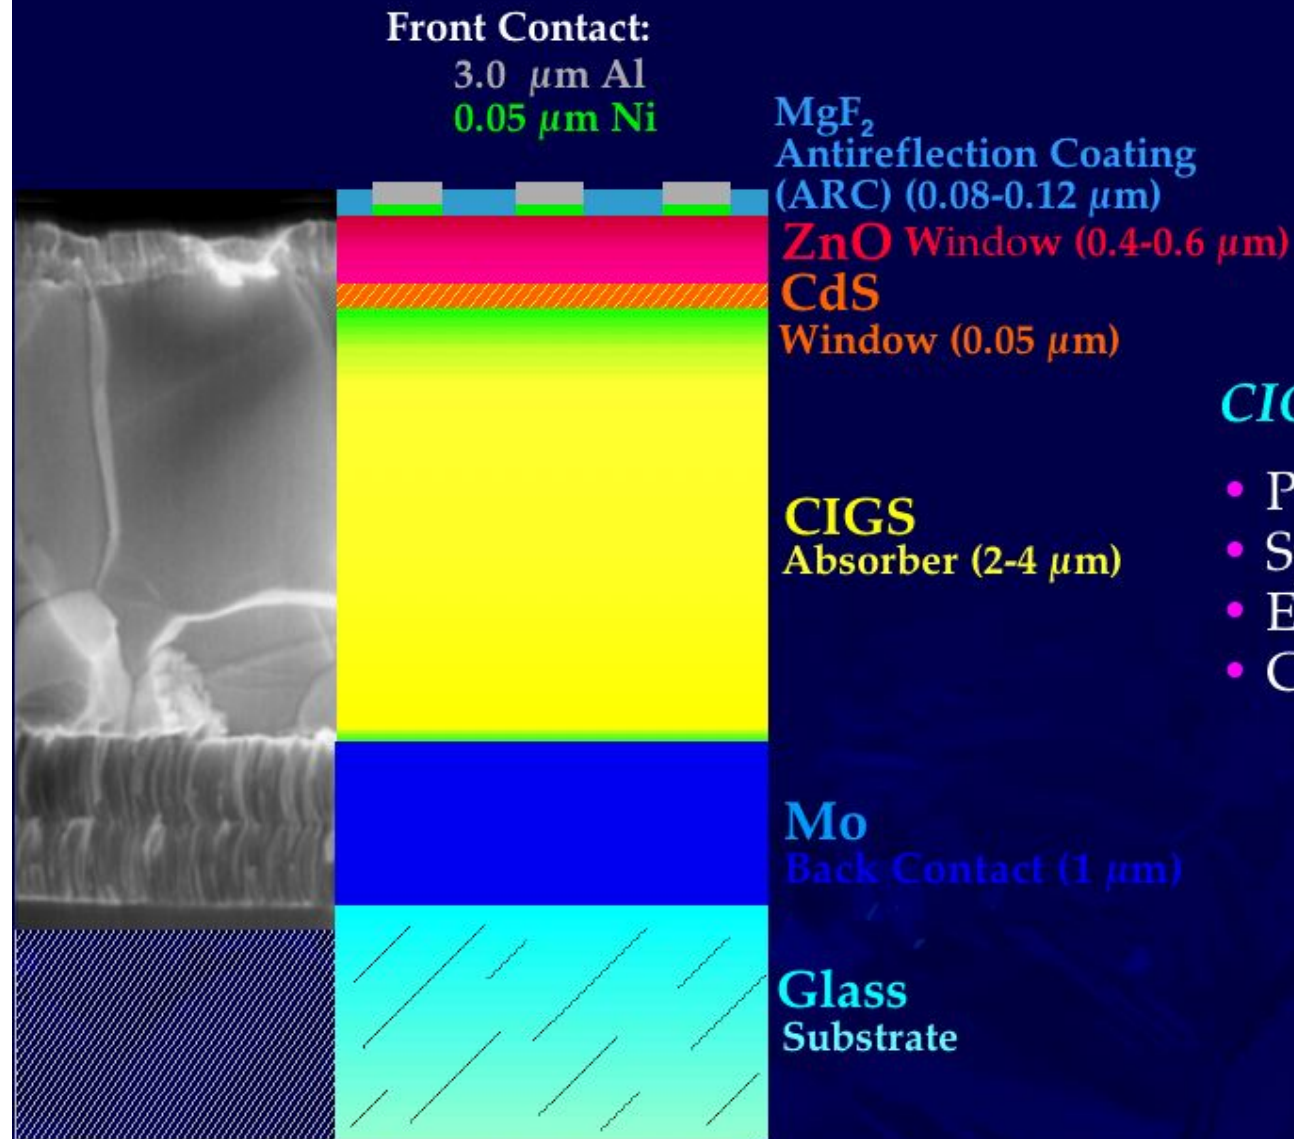 Front Contact:
3.0 µm Al
0.05 µm Ni
MgF₂
Antireflection Coating
(ARC) (0.08-0.12 µm)
ZnO Window (0.4-0.6 µm)
CdS
Window (0.05 µm)
CIGS
Absorber (2-4 µm)
Mo
Back Contact (1 µm)
Glass
Substrate
• P
• S
• E
• C